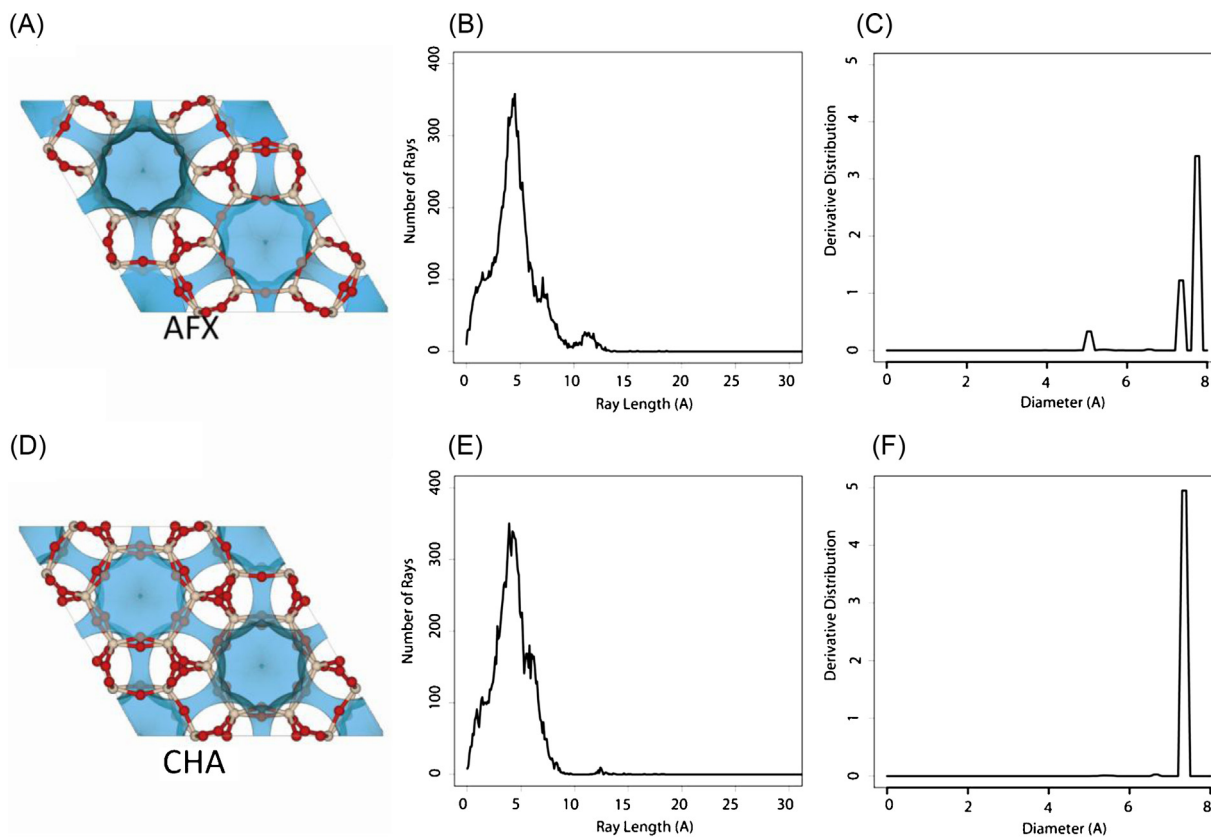 (A)
AFX
(B)
400
300
200
100
0
Number of Rays
0 5 10 15 20 25 30
Ray Length (A)
(C)
5
4
3
2
1
0
Derivative Distribution
0 2 4 6 8
Diameter (A)
(D)
CHA
(E)
400
300
200
100
0
Number of Rays
0 5 10 15 20 25 30
Ray Length (A)
(F)
5
4
3
2
1
0
Derivative Distribution
0 2 4 6 8
Diameter (A)